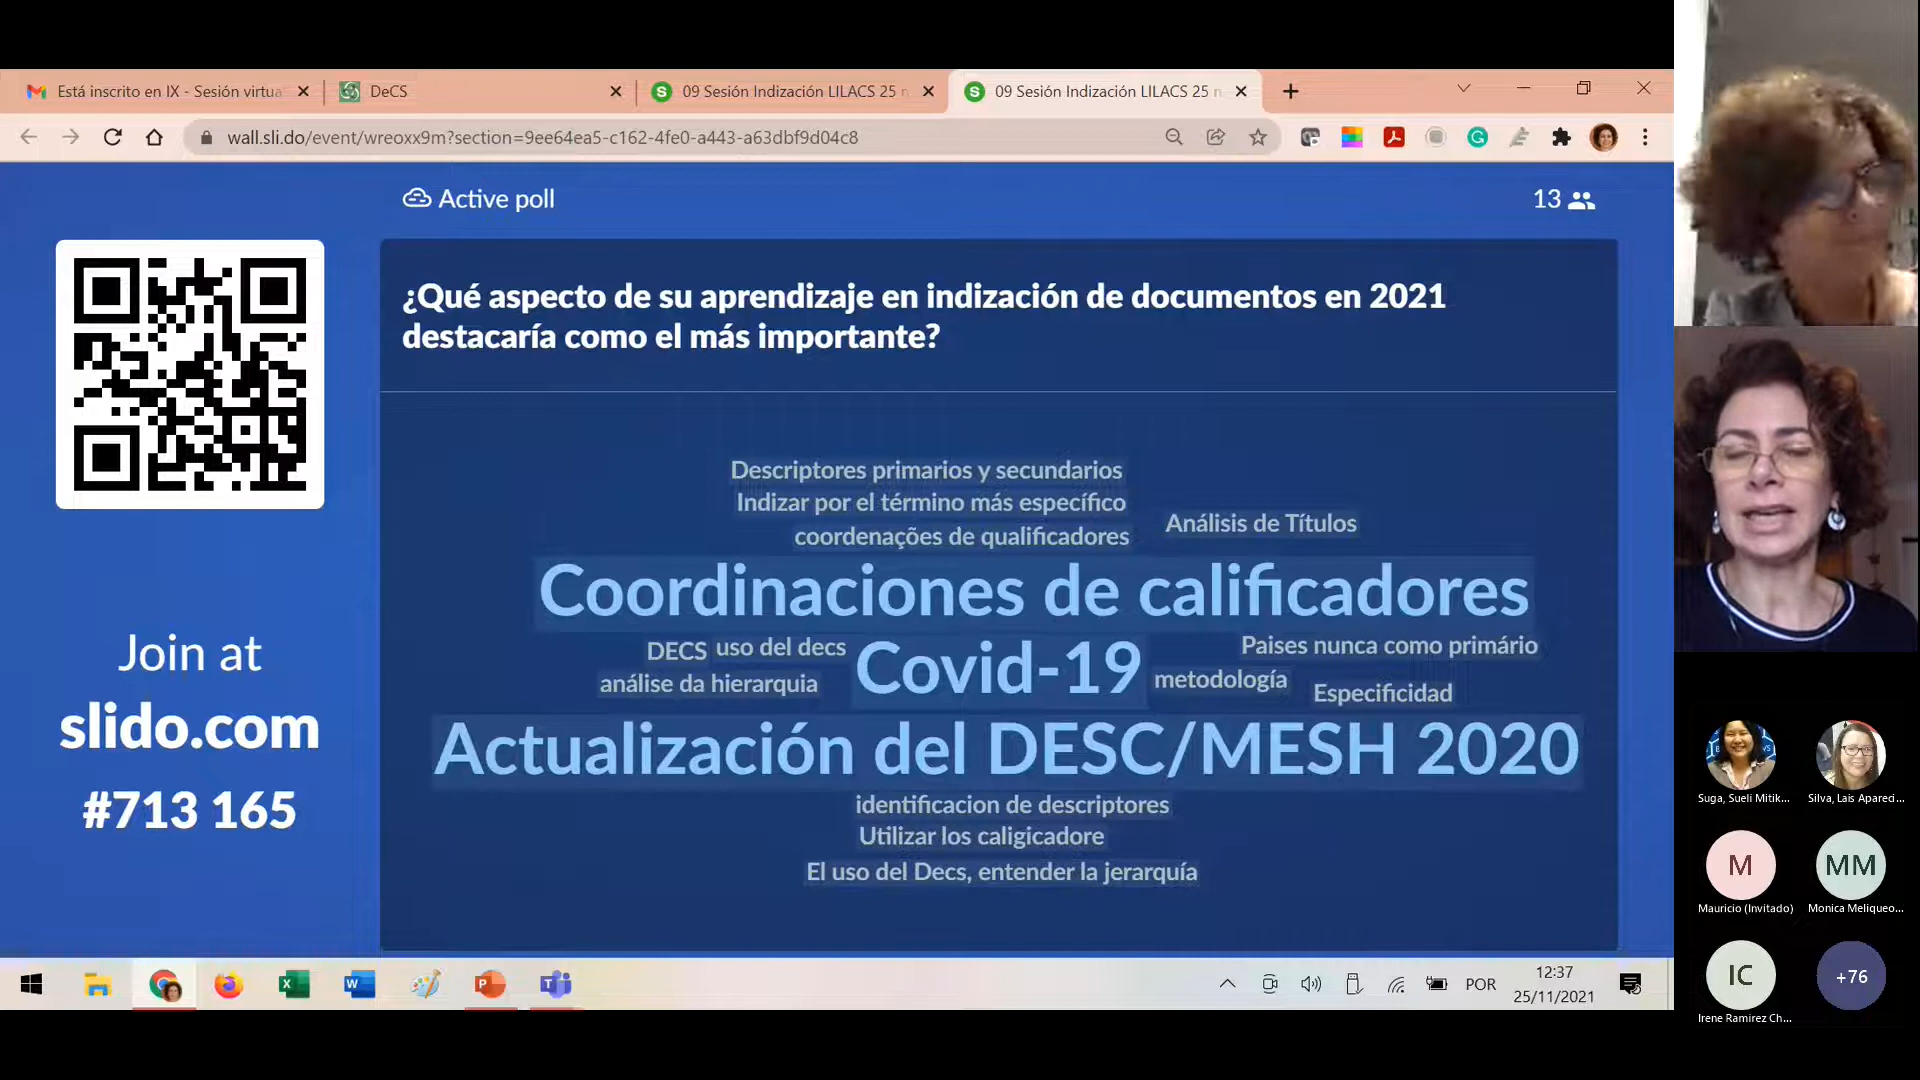 Está inscrito en IX - Sesión virtua
DeCS
09 Sesión Indización LILACS 25 n
09 Sesión Indización LILACS 25 n
wall.sli.do/event/wreoxx9m?section=9ee64ea5-c162-4fe0-a443-a63dbf9d04c8
Active poll
13
¿Qué aspecto de su aprendizaje en indización de documentos en 2021
destacaría como el más importante?
Descriptores primarios y secundarios
Indizar por el término más específico
coordenações de qualificadores
Análisis de Títulos
Coordinaciones de calificadores
DECS
uso del decs
Covid-19
Paises nunca como primário
análise da hierarquia
metodología
Especificidad
Actualización del DESC/MESH 2020
identificacion de descriptores
Utilizar los caligicadore
El uso del Decs, entender la jerarquía
Join at
slido.com
#713 165
Suga, Sueli Mitik...
Silva, Lais Apareci...
M
MM
Mauricio (Invitado)
Monica Meliqueo...
IC
+76
Irene Ramirez Ch...
POR
12:37
25/11/2021